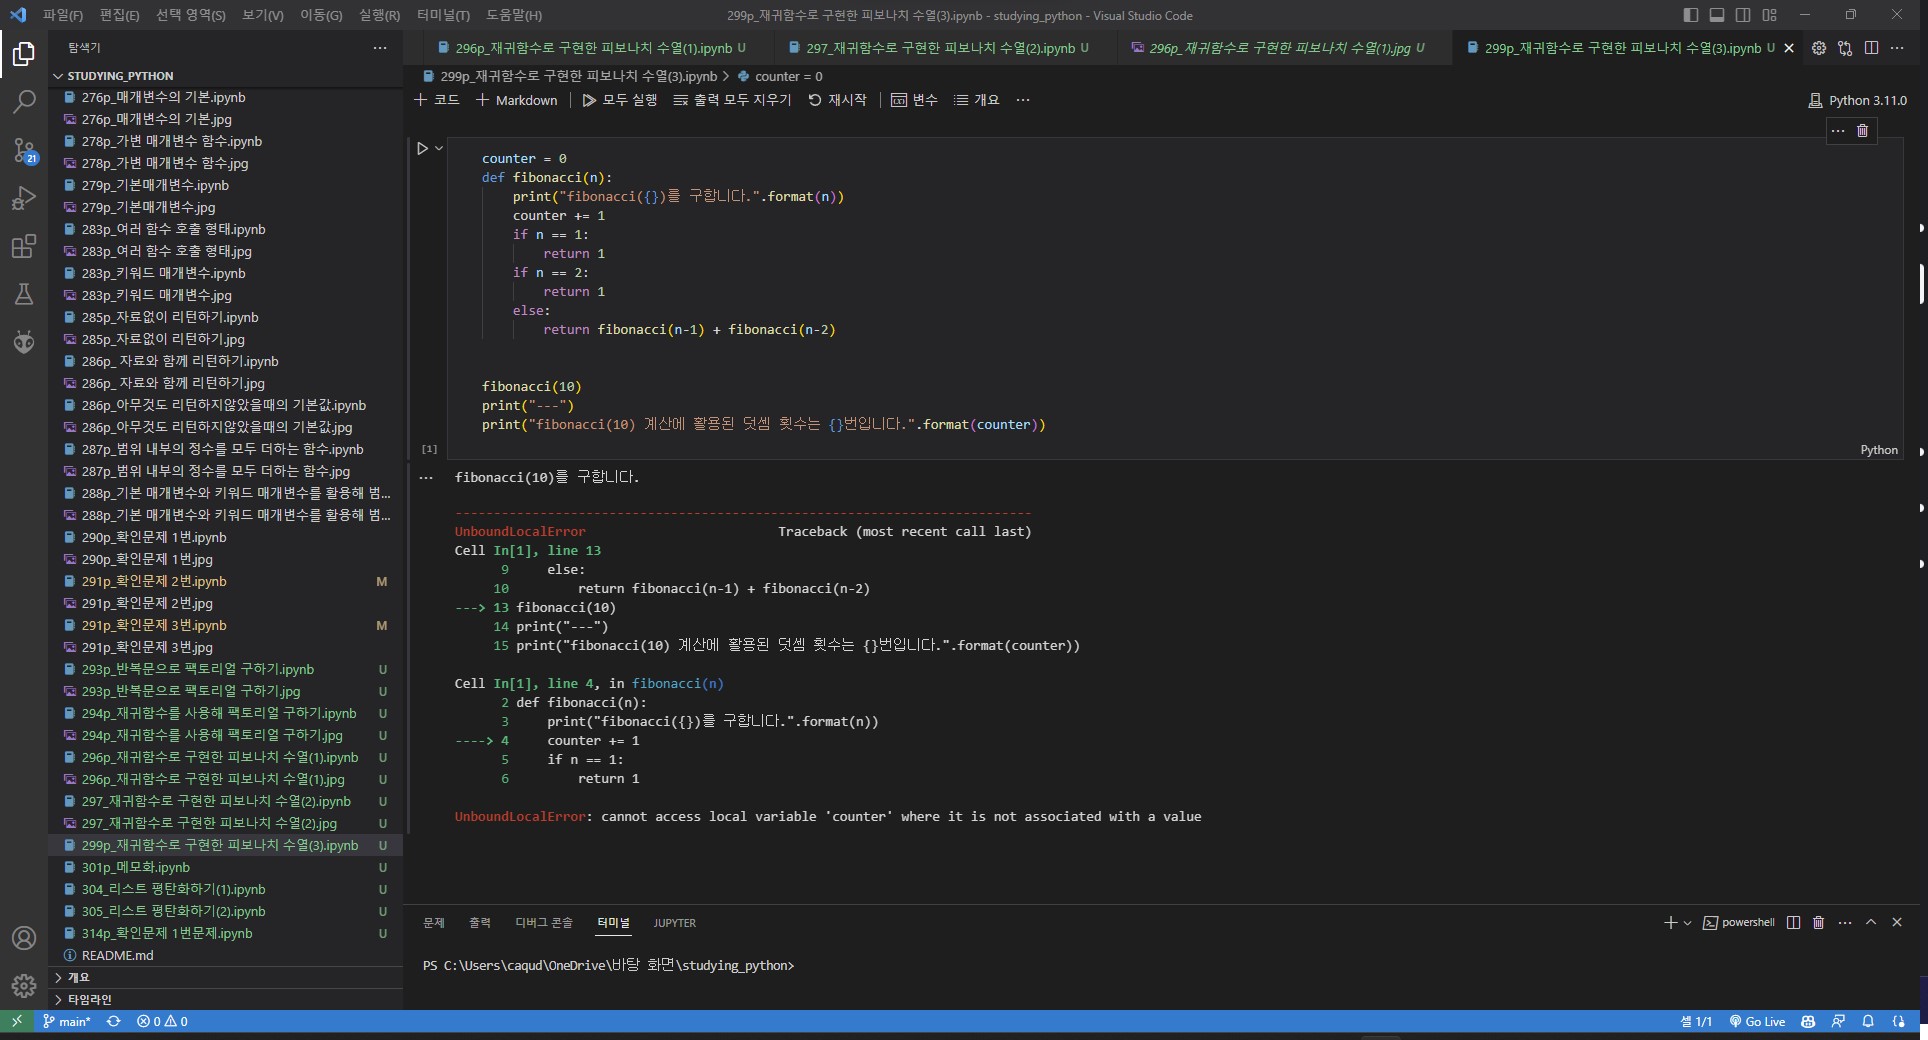 파일(F) 편집(E) 선택 영역(S) 보기(V) 이동(G) 실행(R) 터미널(T) 도움말(H) 299p_재귀함수로 구현한 피보나치 수열(3).ipynb - studying_python - Visual Studio Code
탐색기
296p_재귀함수로 구현한 피보나치 수열(1).ipynb U 297_재귀함수로 구현한 피보나치 수열(2).ipynb U 296p_재귀함수로 구현한 피보나치 수열(1).jpg U 299p_재귀함수로 구현한 피보나치 수열(3).ipynb U
STUDYING_PYTHON
276p_매개변수의 기본.ipynb
276p_매개변수의 기본.jpg
278p_가변 매개변수 함수.ipynb
278p_가변 매개변수 함수.jpg
279p_기본매개변수.ipynb
279p_기본매개변수.jpg
283p_여러 함수 호출 형태.ipynb
283p_여러 함수 호출 형태.jpg
283p_키워드 매개변수.ipynb
283p_키워드 매개변수.jpg
285p_자료없이 리턴하기.ipynb
285p_자료없이 리턴하기.jpg
286p_ 자료와 함께 리턴하기.ipynb
286p_ 자료와 함께 리턴하기.jpg
286p_아무것도 리턴하지않았을때의 기본값.ipynb
286p_아무것도 리턴하지않았을때의 기본값.jpg
287p_범위 내부의 정수를 모두 더하는 함수.ipynb
287p_범위 내부의 정수를 모두 더하는 함수.jpg
288p_기본 매개변수와 키워드 매개변수를 활용해 범...
288p_기본 매개변수와 키워드 매개변수를 활용해 범...
290p_확인문제 1번.ipynb
290p_확인문제 1번.jpg
291p_확인문제 2번.ipynb M
291p_확인문제 2번.jpg
291p_확인문제 3번.ipynb M
291p_확인문제 3번.jpg
293p_반복문으로 팩토리얼 구하기.ipynb U
293p_반복문으로 팩토리얼 구하기.jpg U
294p_재귀함수를 사용해 팩토리얼 구하기.ipynb U
294p_재귀함수를 사용해 팩토리얼 구하기.jpg U
296p_재귀함수로 구현한 피보나치 수열(1).ipynb U
296p_재귀함수로 구현한 피보나치 수열(1).jpg U
297_재귀함수로 구현한 피보나치 수열(2).ipynb U
297_재귀함수로 구현한 피보나치 수열(2).jpg U
299p_재귀함수로 구현한 피보나치 수열(3).ipynb U
301p_메모화.ipynb U
304_리스트 평탄화하기(1).ipynb U
305_리스트 평탄화하기(2).ipynb U
314p_확인문제 1번문제.ipynb U
README.md
개요
타임라인
21
299p_재귀함수로 구현한 피보나치 수열(3).ipynb > counter = 0
코드 Markdown 모두 실행 출력 모두 지우기 재시작 변수 개요 ... Python 3.11.0
counter = 0
def fibonacci(n):
print("fibonacci({})를 구합니다.".format(n))
counter += 1
if n == 1:
return 1
if n == 2:
return 1
else:
return fibonacci(n-1) + fibonacci(n-2)
fibonacci(10)
print("---")
print("fibonacci(10) 계산에 활용된 덧셈 횟수는 {}번입니다.".format(counter))
[1] Python
fibonacci(10)를 구합니다.
---------------------------------------------------------------------------
UnboundLocalError Traceback (most recent call last)
Cell In[1], line 13
9 else:
10 return fibonacci(n-1) + fibonacci(n-2)
---> 13 fibonacci(10)
14 print("---")
15 print("fibonacci(10) 계산에 활용된 덧셈 횟수는 {}번입니다.".format(counter))
Cell In[1], line 4, in fibonacci(n)
2 def fibonacci(n):
3 print("fibonacci({})를 구합니다.".format(n))
----> 4 counter += 1
5 if n == 1:
6 return 1
UnboundLocalError: cannot access local variable 'counter' where it is not associated with a value
문제 출력 디버그 콘솔 터미널 JUPYTER powershell
PS C:\Users\caqud\OneDrive\바탕 화면\studying_python>
main* 0 0 셀 1/1 Go Live